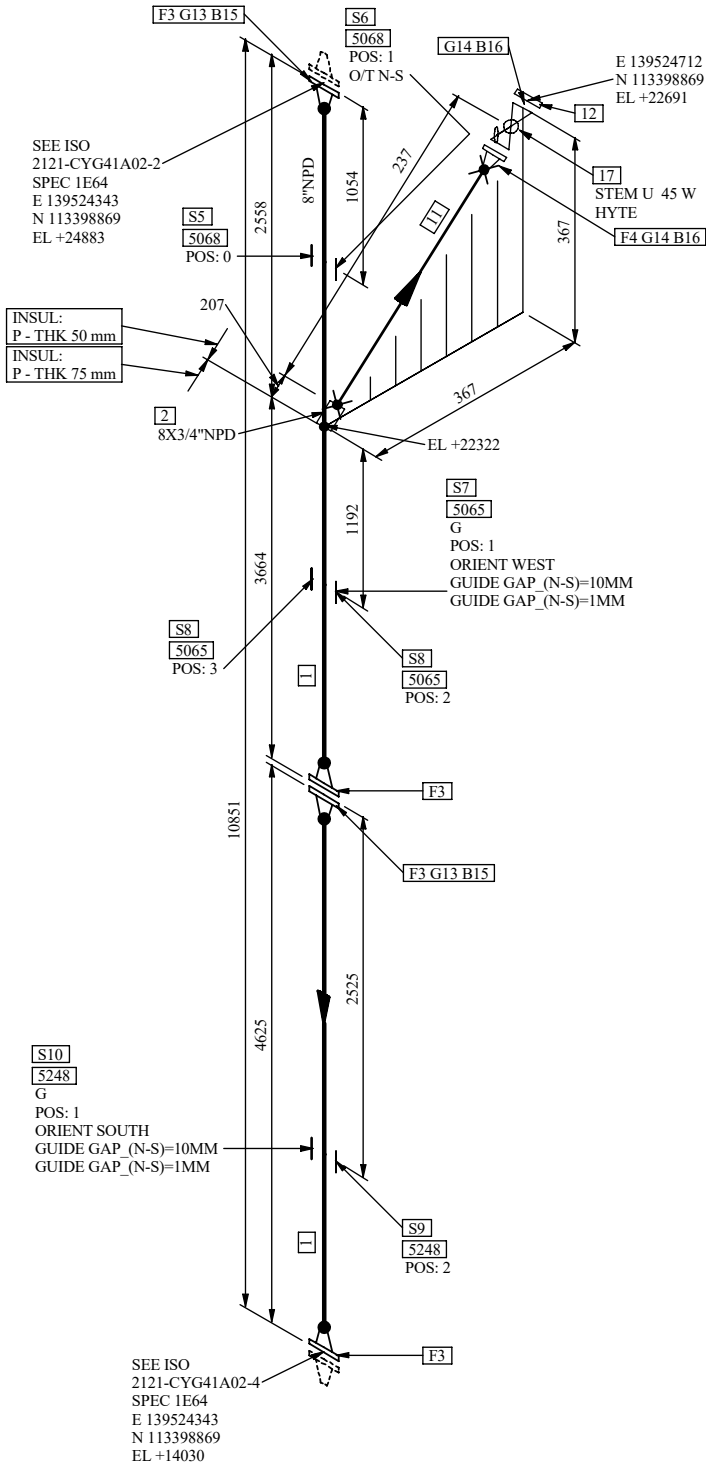 F3 G13 B15
S6
5068
POS: 1
O/T N-S
G14 B16
E 139524712
N 113398869
EL +22691
12
17
STEM U 45 W
HYTE
F4 G14 B16
SEE ISO
2121-CYG41A02-2
SPEC 1E64
E 139524343
N 113398869
EL +24883
2558
8"NPD
1054
237
11
367
S5
5068
POS: 0
207
INSUL:
P - THK 50 mm
INSUL:
P - THK 75 mm
2
8X3/4"NPD
367
EL +22322
1192
S7
5065
G
POS: 1
ORIENT WEST
GUIDE GAP_(N-S)=10MM
GUIDE GAP_(N-S)=1MM
3664
S8
5065
POS: 3
S8
5065
POS: 2
1
10851
F3
F3 G13 B15
2525
4625
S10
5248
G
POS: 1
ORIENT SOUTH
GUIDE GAP_(N-S)=10MM
GUIDE GAP_(N-S)=1MM
S9
5248
POS: 2
1
F3
SEE ISO
2121-CYG41A02-4
SPEC 1E64
E 139524343
N 113398869
EL +14030